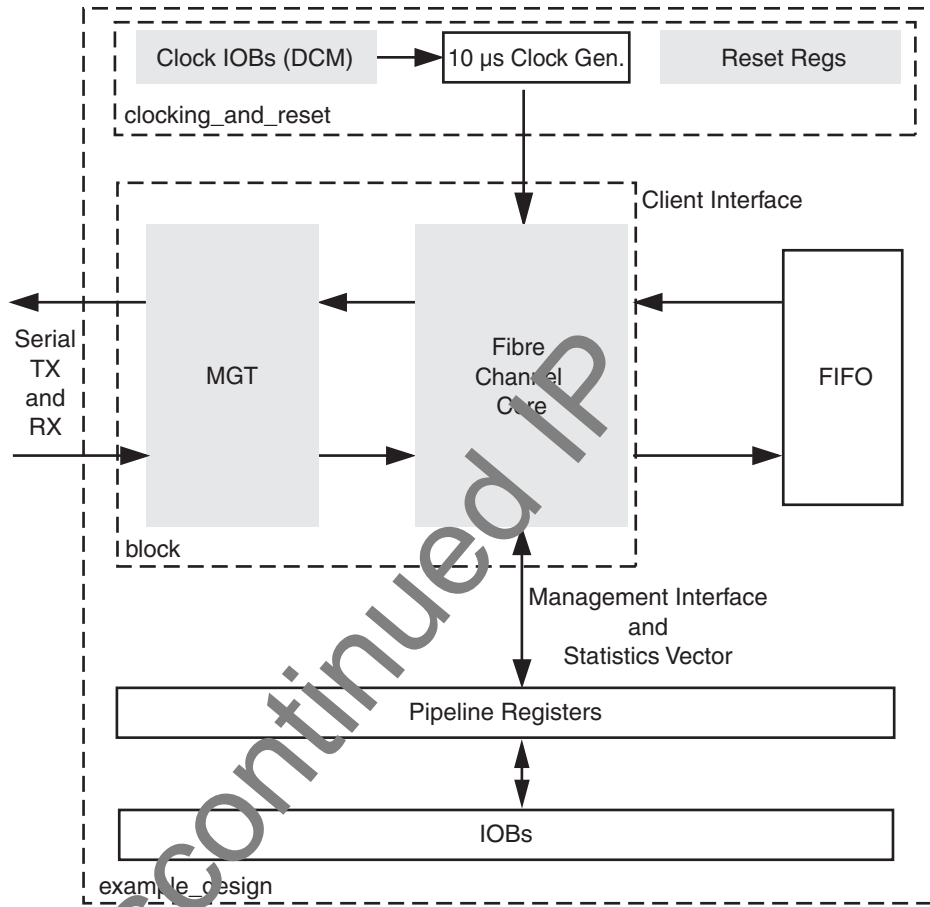 Clock IOBs (DCM)
10 µs Clock Gen.
Reset Regs
clocking_and_reset
Client Interface
Serial
TX
and
RX
MGT
Fibre
Channel
Core
FIFO
block
Management Interface
and
Statistics Vector
Pipeline Registers
IOBs
example_design
scontinued IP